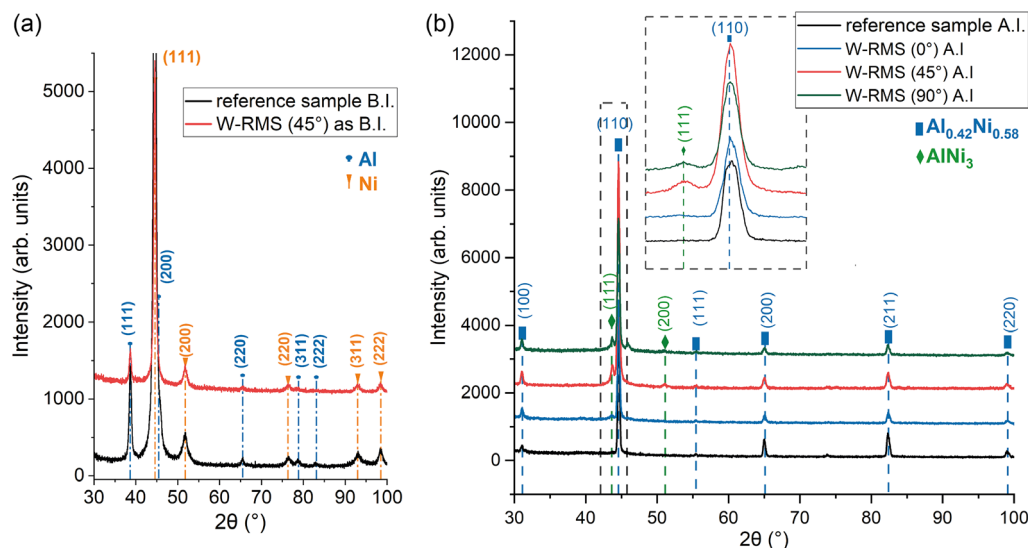 (a)
reference sample B.I.
W-RMS (45°) as B.I.
Al
Ni
(111)
(111)
(200)
(200)
(220)
(220)
(311)
(222)
(311)
(222)
Intensity (arb. units)
5000
4000
3000
2000
1000
0
30 40 50 60 70 80 90 100
2θ (°)
(b)
reference sample A.I.
W-RMS (0°) A.I
W-RMS (45°) A.I
W-RMS (90°) A.I
Al0.42Ni0.58
AlNi3
(110)
(111)
(100)
(111)
(110)
(200)
(111)
(200)
(211)
(220)
Intensity (arb. units)
12000
10000
8000
6000
4000
2000
0
30 40 50 60 70 80 90 100
2θ (°)